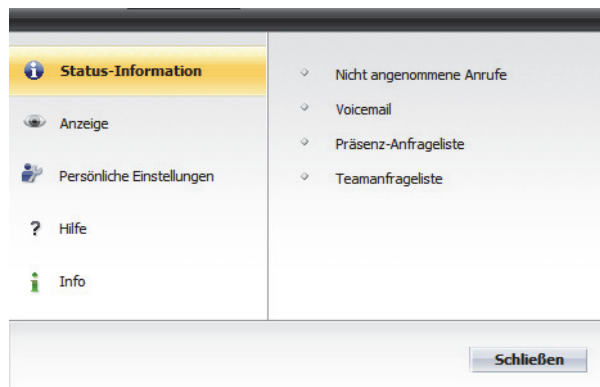 Status-Information
Anzeige
Persönliche Einstellungen
? Hilfe
Info
Nicht angenommene Anrufe
Voicemail
Präsenz-Anfrageliste
Teamanfrageliste
Schließen